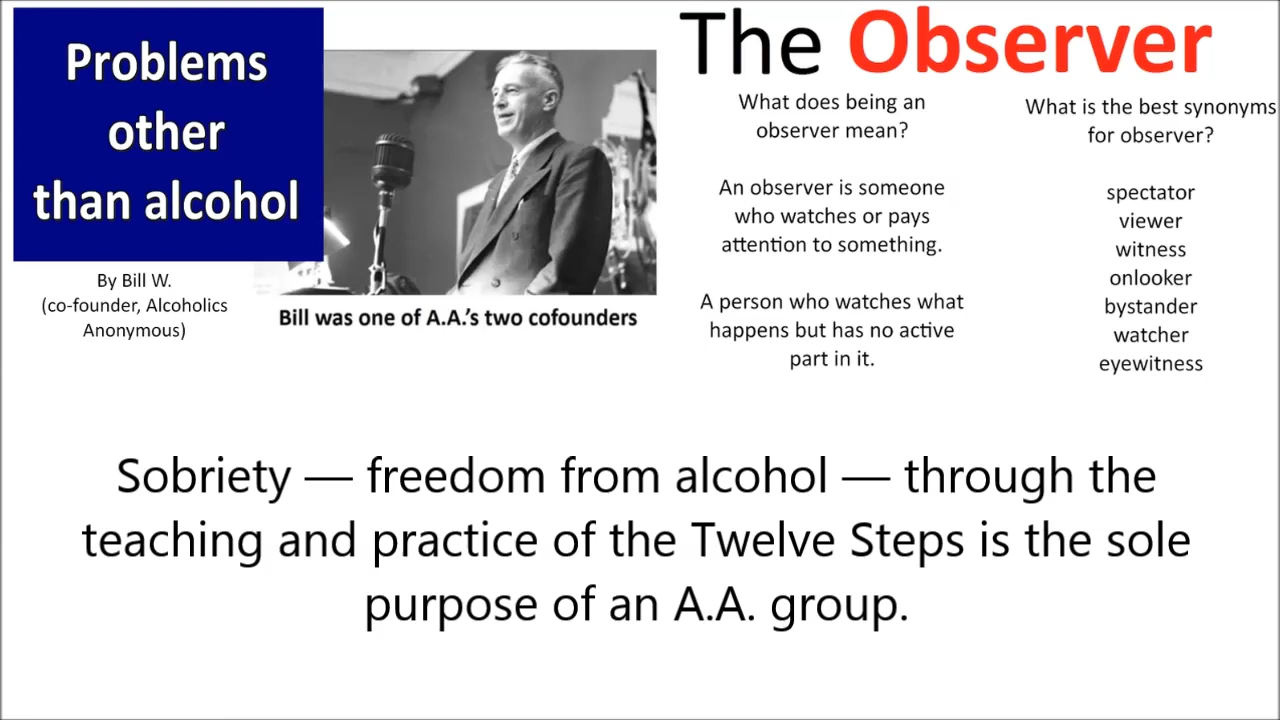 Problems
other
than alcohol
By Bill W.
(co-founder, Alcoholics
Anonymous)
Bill was one of A.A.'s two cofounders
The Observer
What does being an
observer mean?
An observer is someone
who watches or pays
attention to something.
A person who watches what
happens but has no active
part in it.
What is the best synonyms
for observer?
spectator
viewer
witness
onlooker
bystander
watcher
eyewitness
Sobriety — freedom from alcohol — through the
teaching and practice of the Twelve Steps is the sole
purpose of an A.A. group.